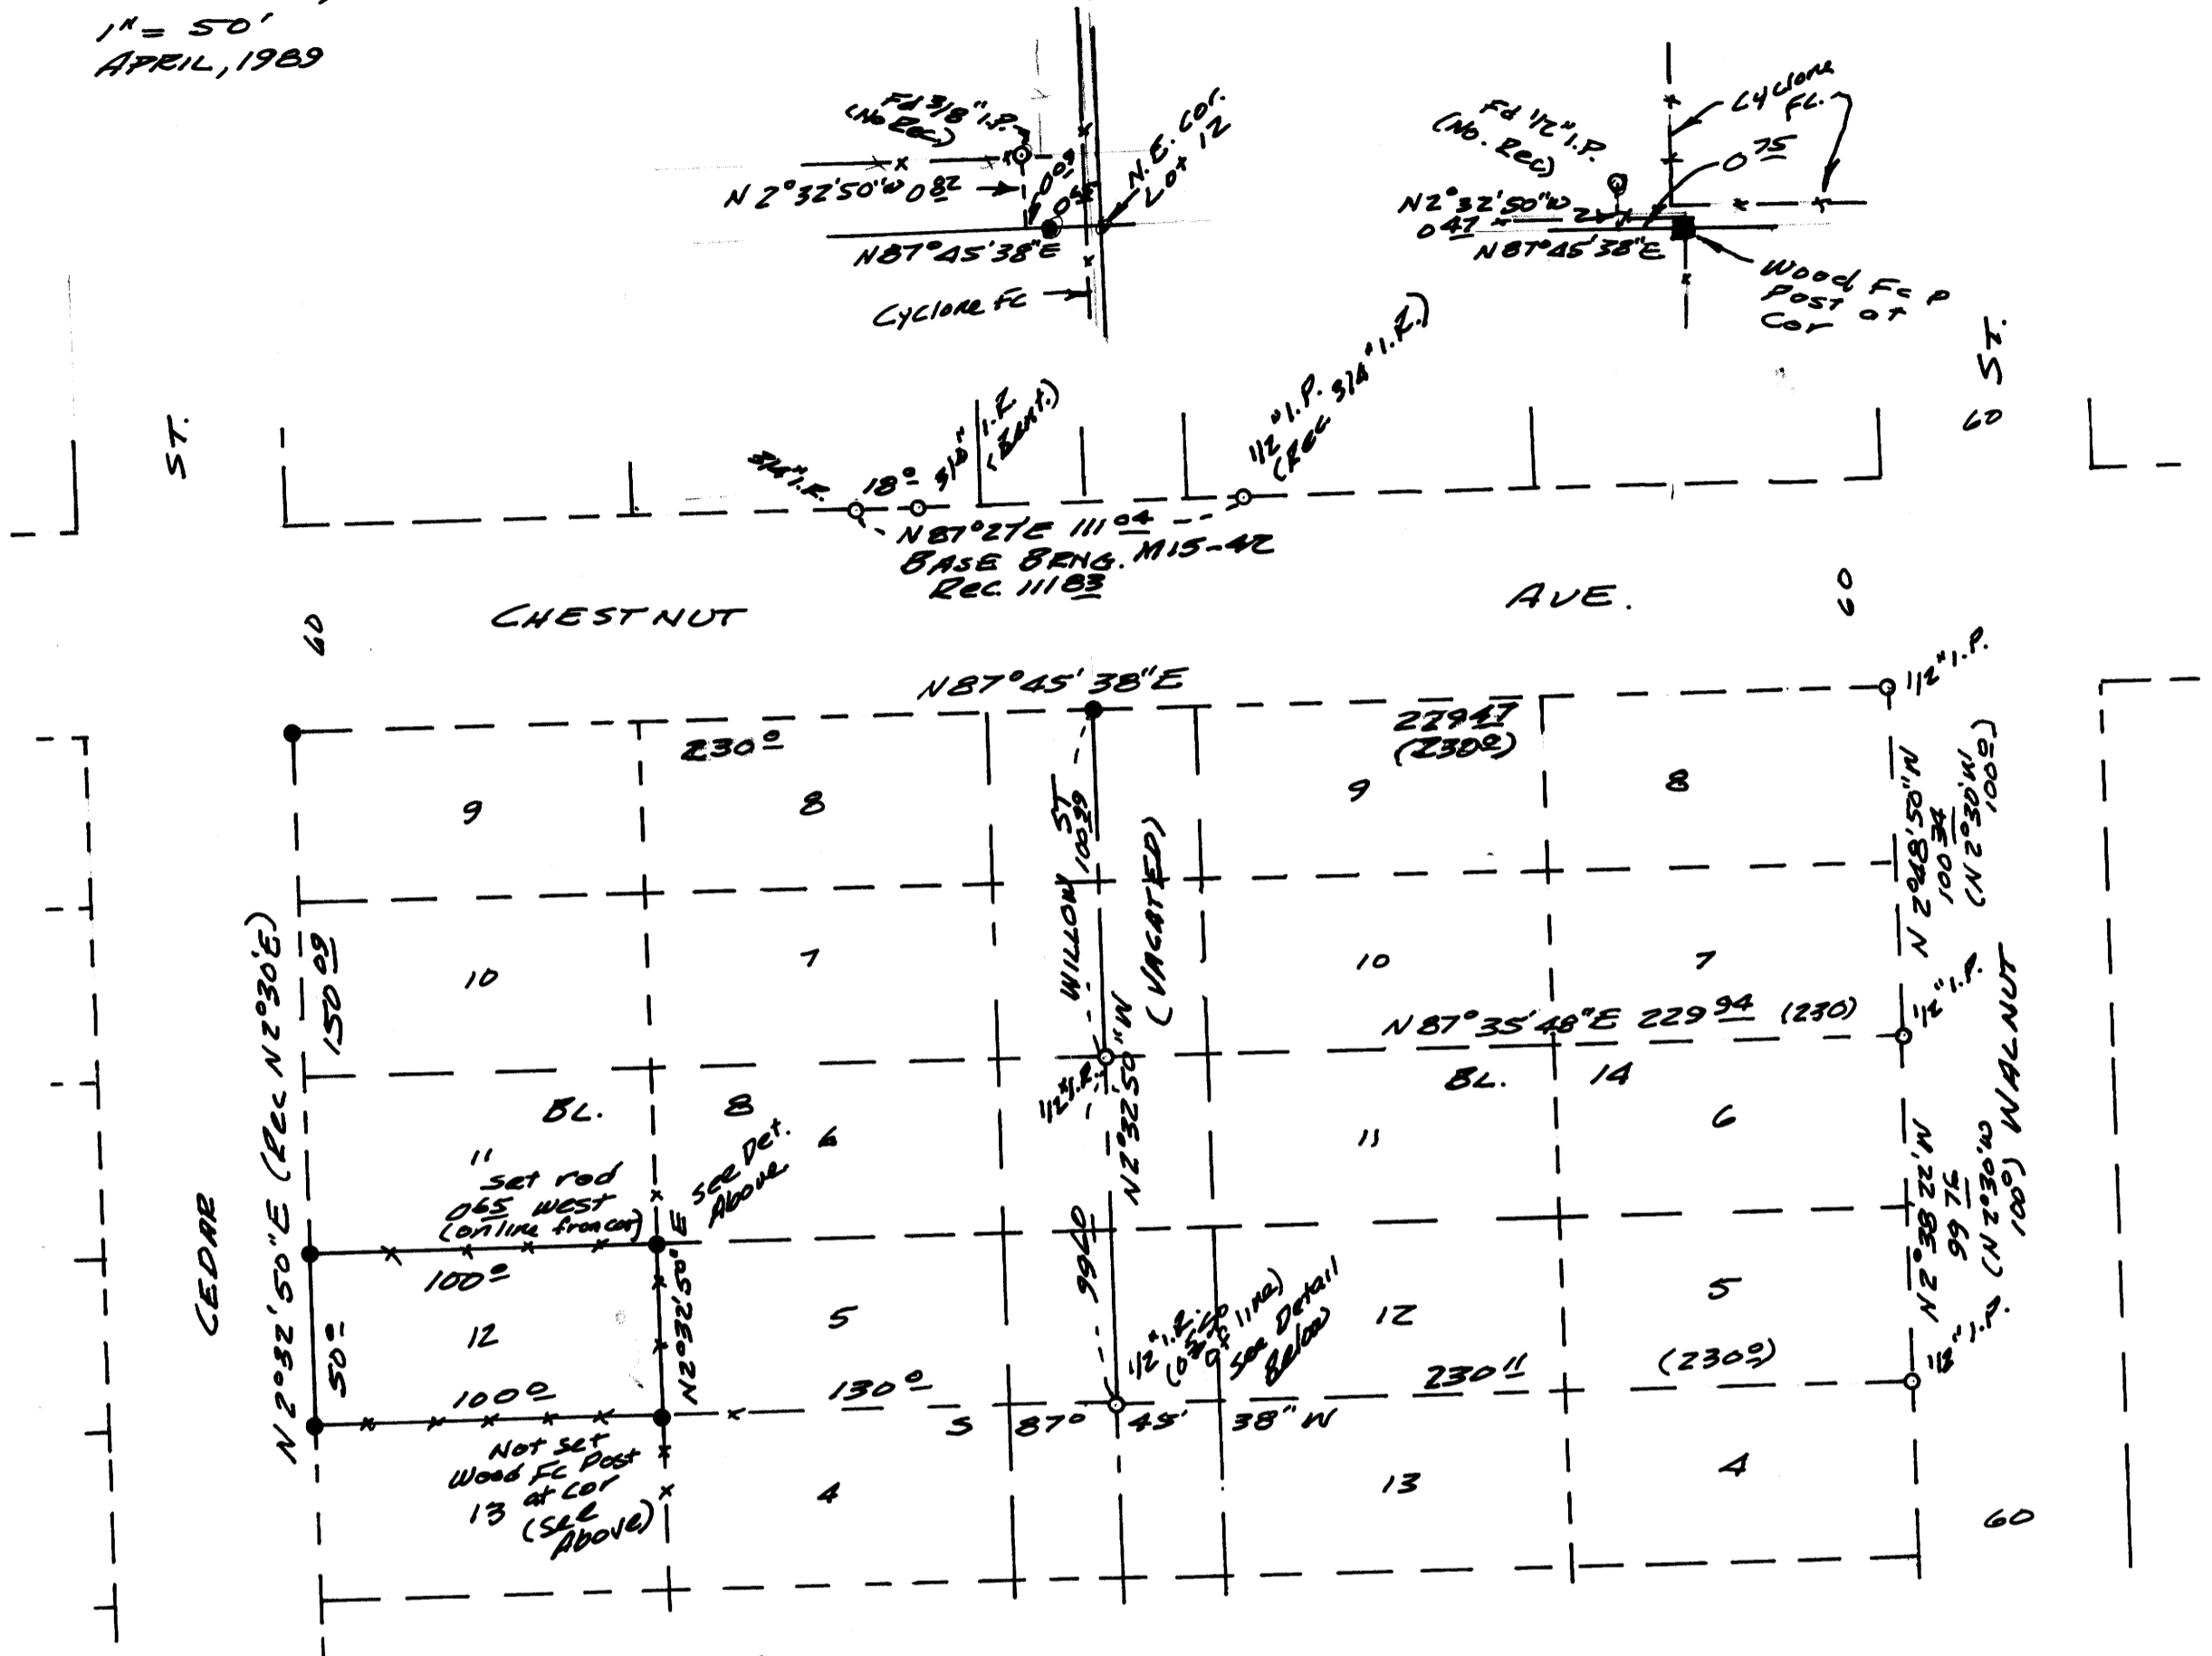 1" = 50'
APRIL, 1989
Fd 3/8" I.P.
(No Rec)
N 2°32'50"W 0.82
0.65
N.E. Cor.
Lot 12
N87°45'38"E
Cyclone FC
Fd 1/2" I.P.
(No. Rec)
Cyclone
FC.
0.75
N2°32'50"W
0.47
N87°45'38"E
Wood Fc P
Post at
Cor
ST.
ST.
60
3/4" I.P.
18.0
I.R.
(Bent.)
1/2" I.P.
(Rec 3/4" I.R.)
N87°27'E 111.04
BASE BRNG. M15-42
Rec. 111.83
60
CHESTNUT
AVE.
60
N87°45'38"E
230.0
229.47
(230.0)
1/2" I.P.
9
8
9
8
WILLOW ST
100.39
(VACATED)
N 2°48'50"W
100.34
(N 2°30'W)
100.0)
10
7
10
7
N2°32'50"E (Rec N2°30'E)
150.09
N87°35'48"E 229.94 (230)
1/2" I.P.
BL. 8
BL. 14
1/2" I.R.
N2°32'50"W
11
6
11
6
set rod
0.65 west
(on line from cor)
See Det.
Above
CEDAR
WALNUT
N2°38'22"W
99.76
(N2°30'W
100.0)
100.0
50.0
12
N2°32'50"E
5
99.60
12
5
1/2" I.R.
line)
See Detail
Below
1/2" I.P.
100.0
130.0
230.11
(230.0)
S 87° 45' 38" W
Not set
Wood Fc Post
at cor
(See
Above)
13
4
13
4
60